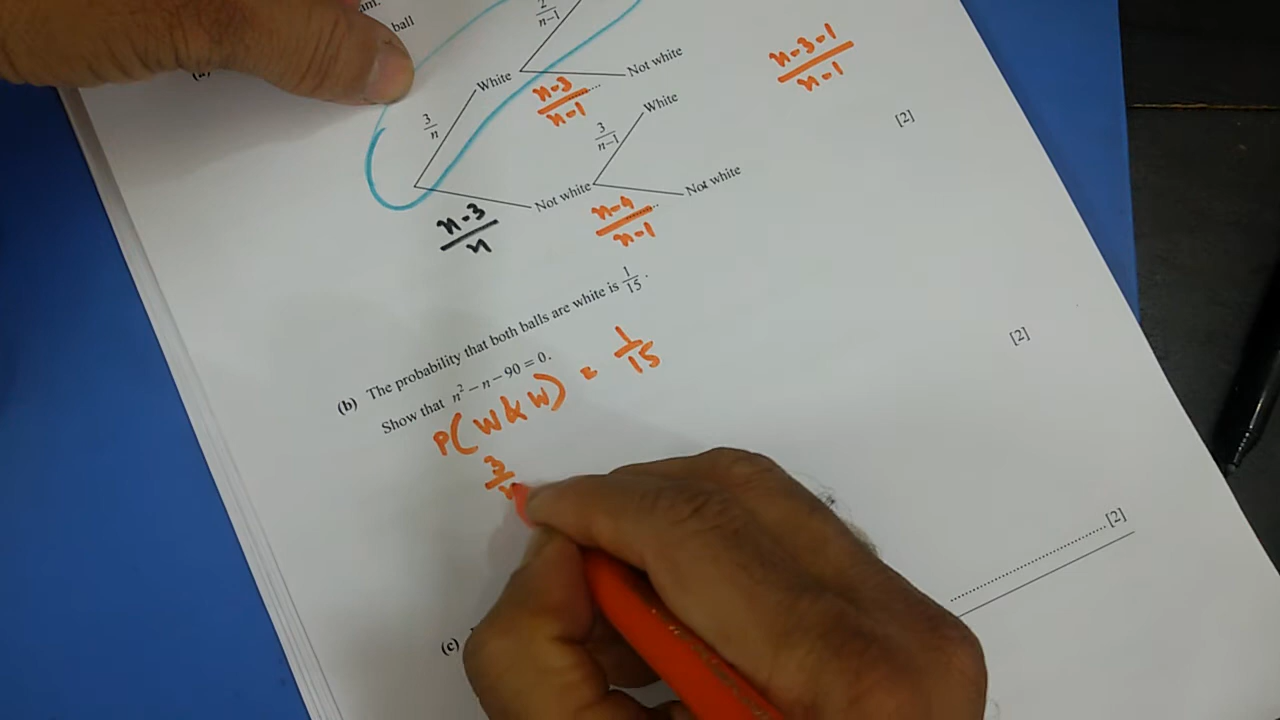 ball
2/n-1
White
3/n
n-3/n-1
Not white
n-3-1/n-1
3/n-1
White
[2]
n-3/n
Not white
n-4/n-1
Not white
(b) The probability that both balls are white is 1/15.
Show that n² − n − 90 = 0.
[2]
P(W&W) = 1/15
3/n
[2]
(c)